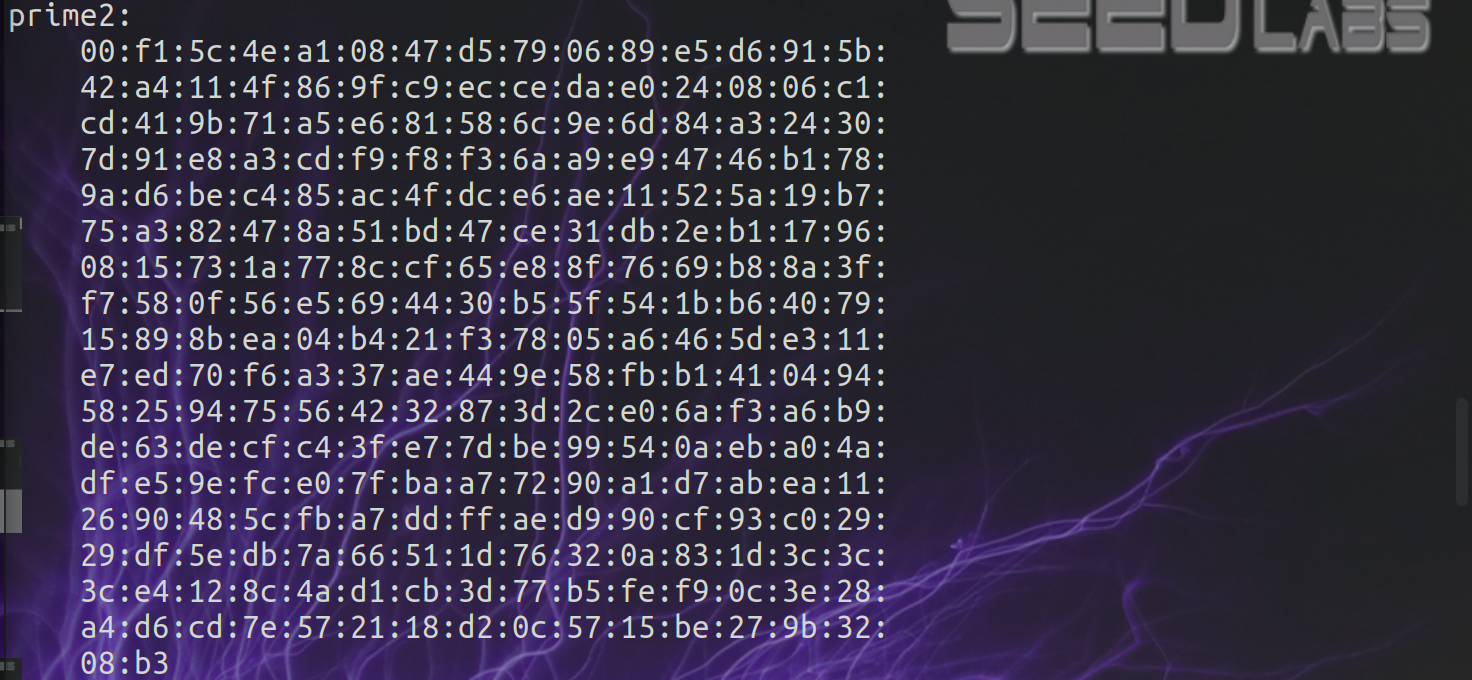 SEED LABS
prime2:
00:f1:5c:4e:a1:08:47:d5:79:06:89:e5:d6:91:5b:
42:a4:11:4f:86:9f:c9:ec:ce:da:e0:24:08:06:c1:
cd:41:9b:71:a5:e6:81:58:6c:9e:6d:84:a3:24:30:
7d:91:e8:a3:cd:f9:f8:f3:6a:a9:e9:47:46:b1:78:
9a:d6:be:c4:85:ac:4f:dc:e6:ae:11:52:5a:19:b7:
75:a3:82:47:8a:51:bd:47:ce:31:db:2e:b1:17:96:
08:15:73:1a:77:8c:cf:65:e8:8f:76:69:b8:8a:3f:
f7:58:0f:56:e5:69:44:30:b5:5f:54:1b:b6:40:79:
15:89:8b:ea:04:b4:21:f3:78:05:a6:46:5d:e3:11:
e7:ed:70:f6:a3:37:ae:44:9e:58:fb:b1:41:04:94:
58:25:94:75:56:42:32:87:3d:2c:e0:6a:f3:a6:b9:
de:63:de:cf:c4:3f:e7:7d:be:99:54:0a:eb:a0:4a:
df:e5:9e:fc:e0:7f:ba:a7:72:90:a1:d7:ab:ea:11:
26:90:48:5c:fb:a7:dd:ff:ae:d9:90:cf:93:c0:29:
29:df:5e:db:7a:66:51:1d:76:32:0a:83:1d:3c:3c:
3c:e4:12:8c:4a:d1:cb:3d:77:b5:fe:f9:0c:3e:28:
a4:d6:cd:7e:57:21:18:d2:0c:57:15:be:27:9b:32:
08:b3